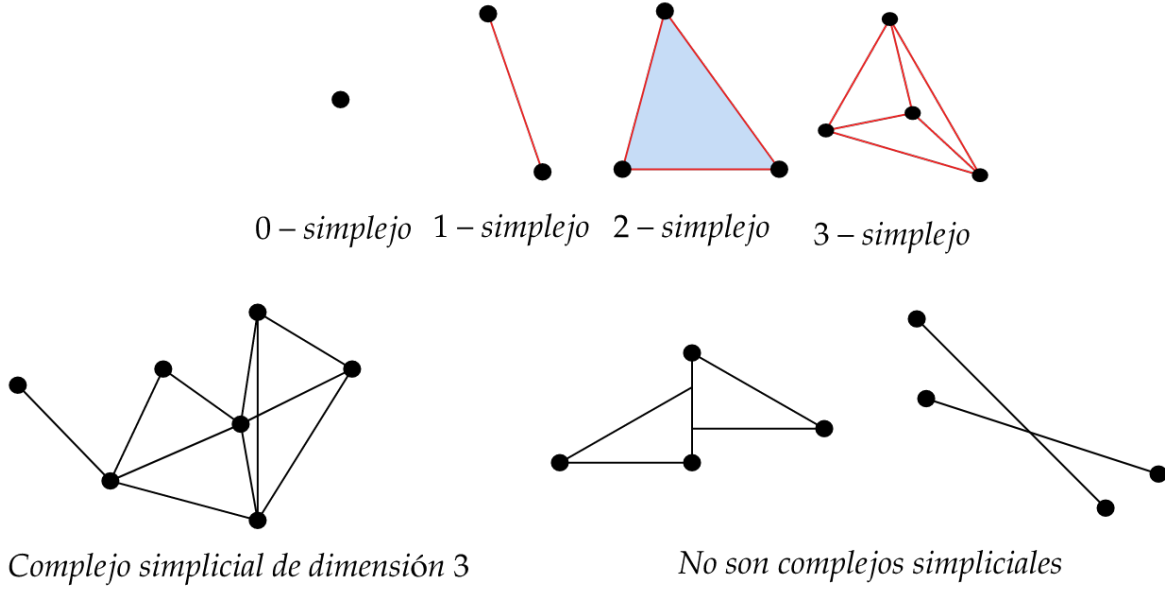 0 – simplejo 1 – simplejo 2 – simplejo 3 – simplejo
Complejo simplicial de dimensión 3
No son complejos simpliciales